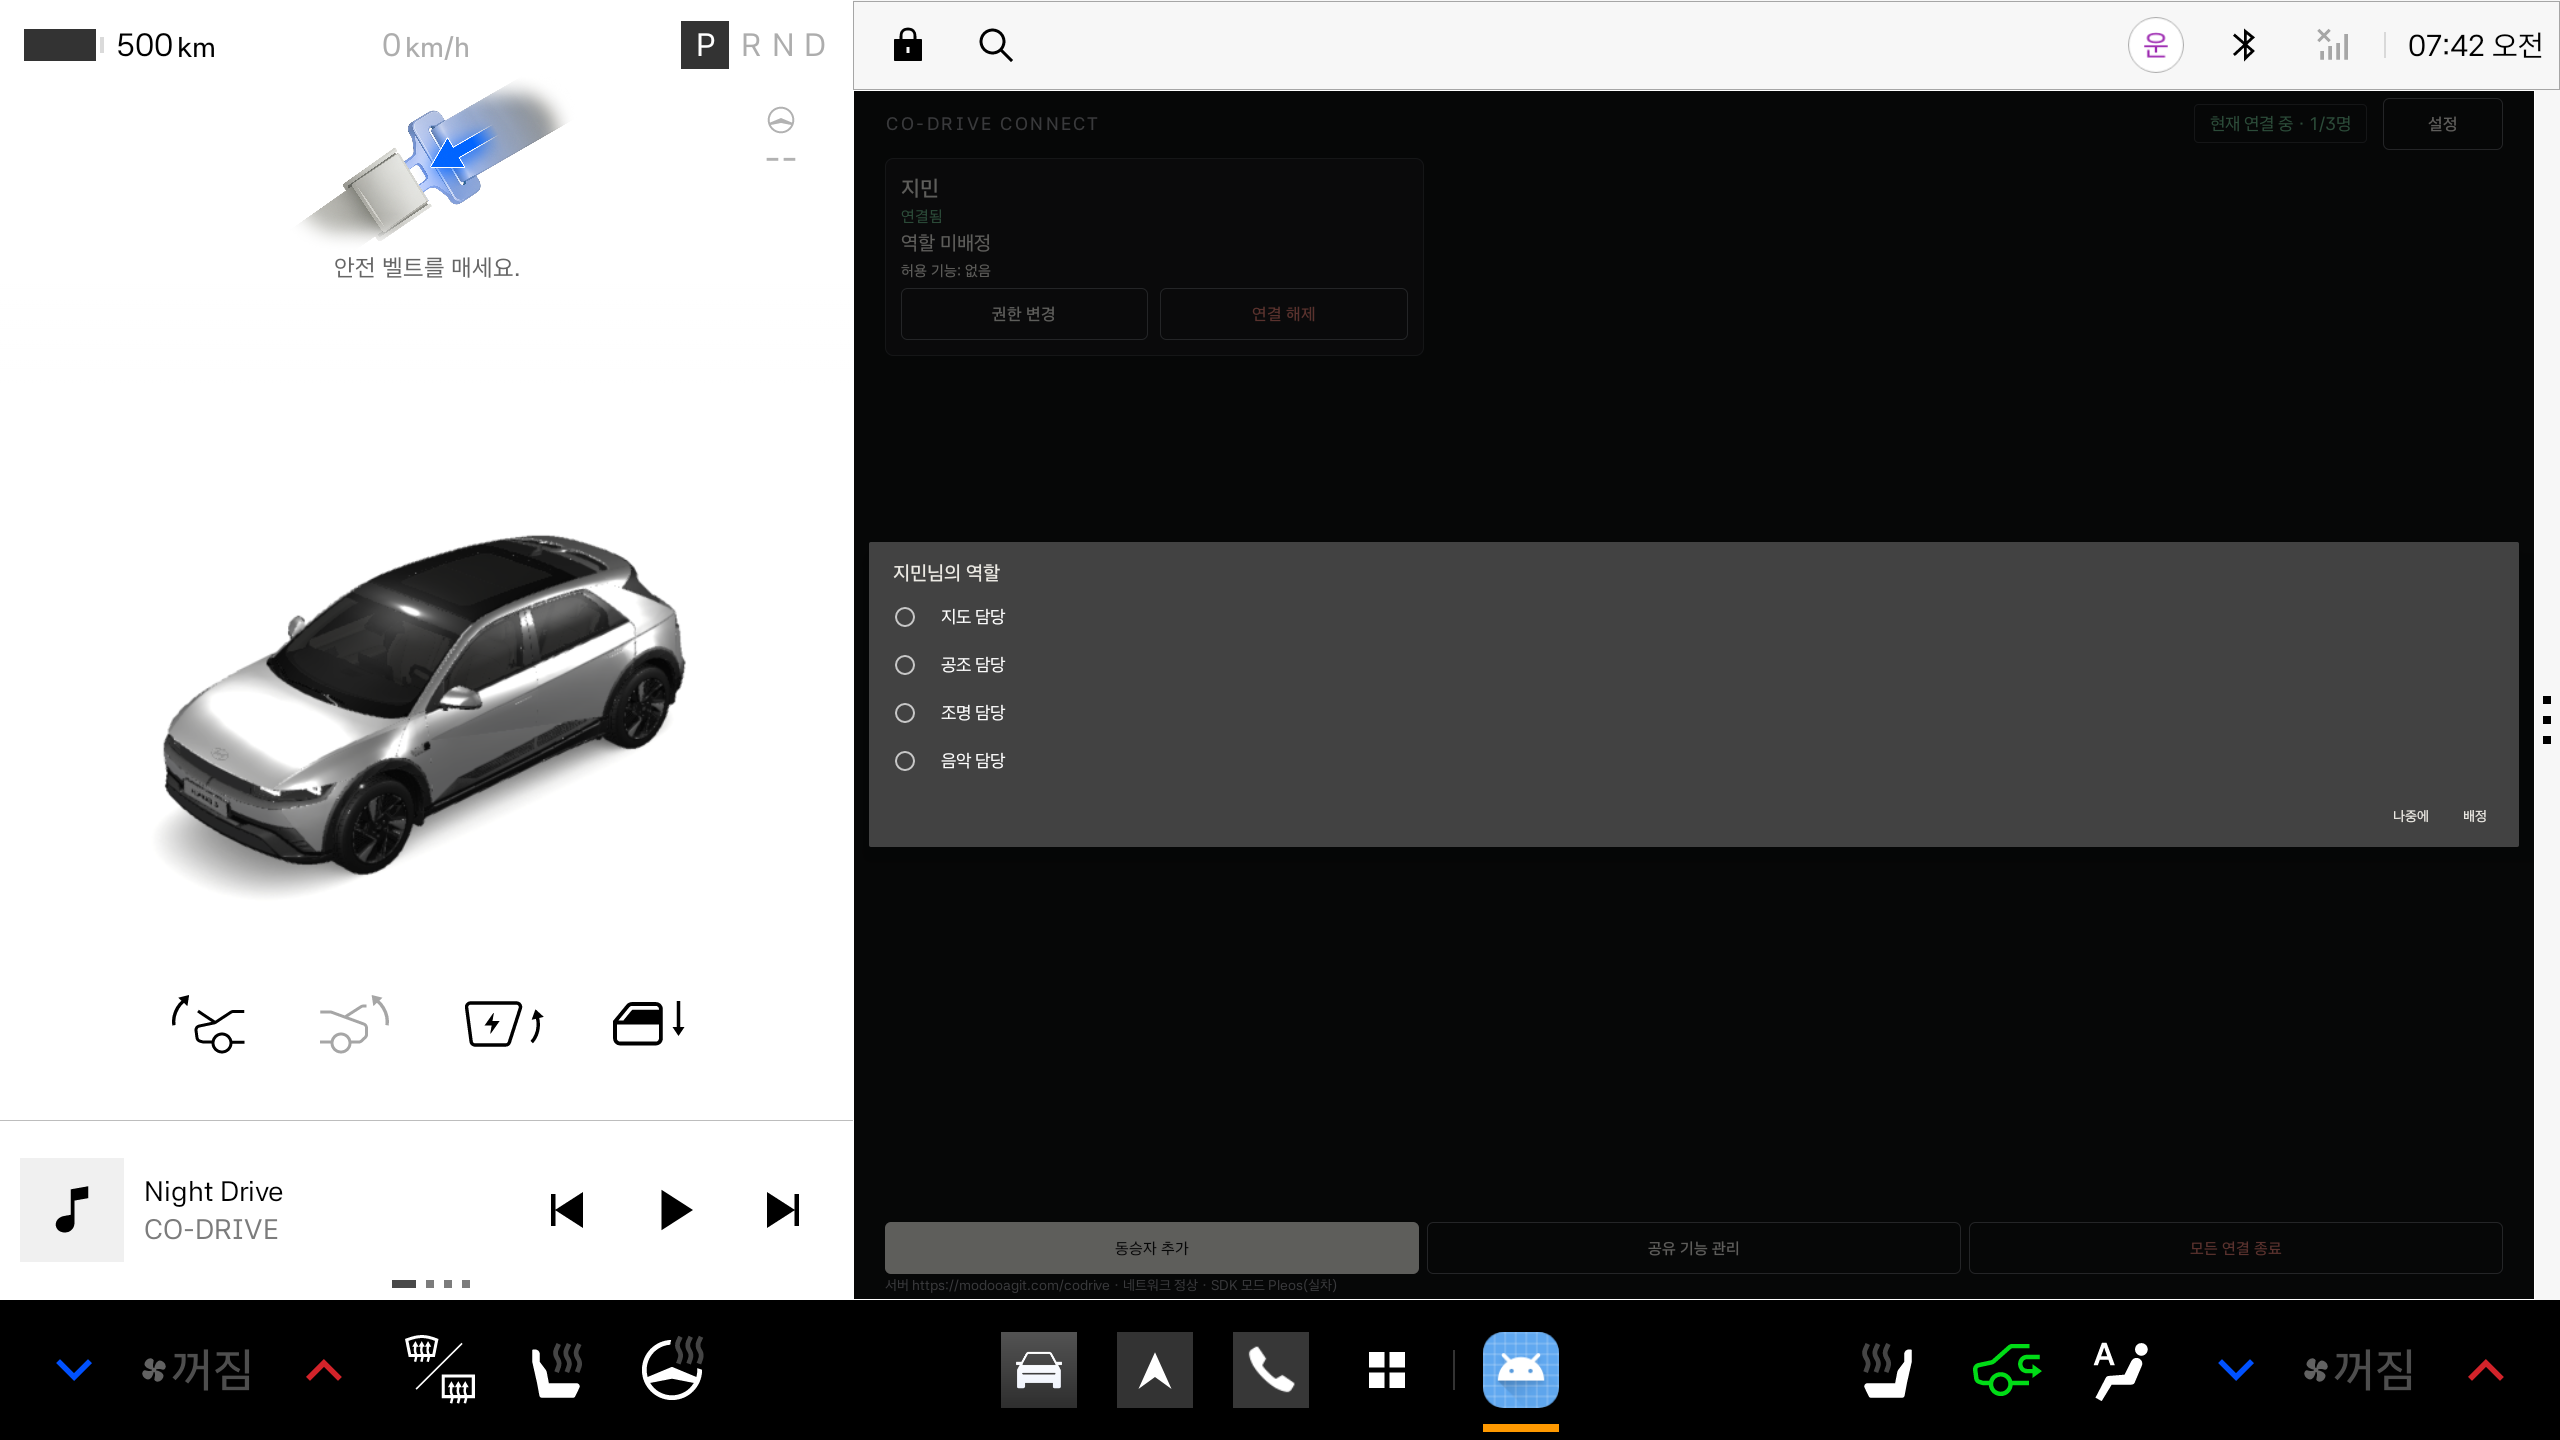 500 km
0 km/h
P R N D
안전 벨트를 매세요.
Night Drive
CO-DRIVE
운
07:42 오전
CO-DRIVE CONNECT
현재 연결 중 · 1/3명
설정
지민
연결됨
역할 미배정
허용 기능: 없음
권한 변경
연결 해제
지민님의 역할
지도 담당
공조 담당
조명 담당
음악 담당
나중에
배정
동승자 추가
공유 기능 관리
모든 연결 종료
서버 https://modooagit.com/codrive · 네트워크 정상 · SDK 모드 Pleos(실차)
꺼짐
A
꺼짐